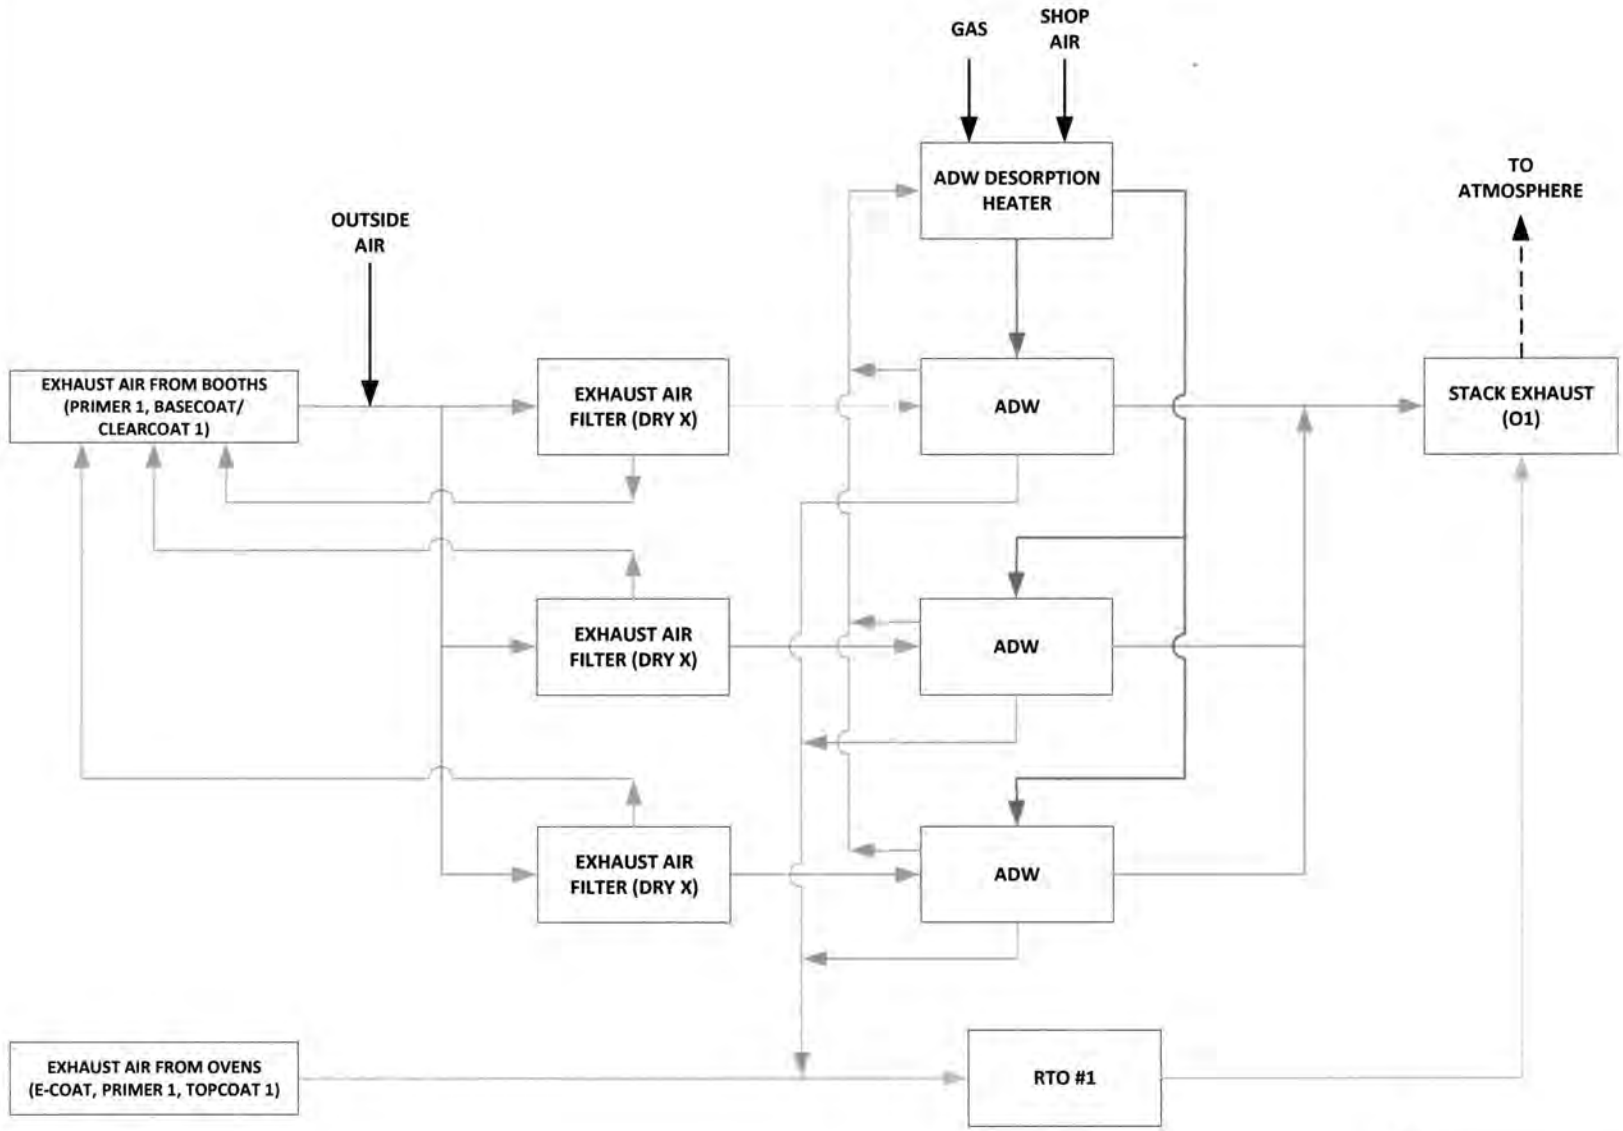 GAS
SHOP
AIR
ADW DESORPTION
HEATER
TO
ATMOSPHERE
OUTSIDE
AIR
EXHAUST AIR FROM BOOTHS
(PRIMER 1, BASECOAT/
CLEARCOAT 1)
EXHAUST AIR
FILTER (DRY X)
ADW
STACK EXHAUST
(O1)
EXHAUST AIR
FILTER (DRY X)
ADW
EXHAUST AIR
FILTER (DRY X)
ADW
EXHAUST AIR FROM OVENS
(E-COAT, PRIMER 1, TOPCOAT 1)
RTO #1